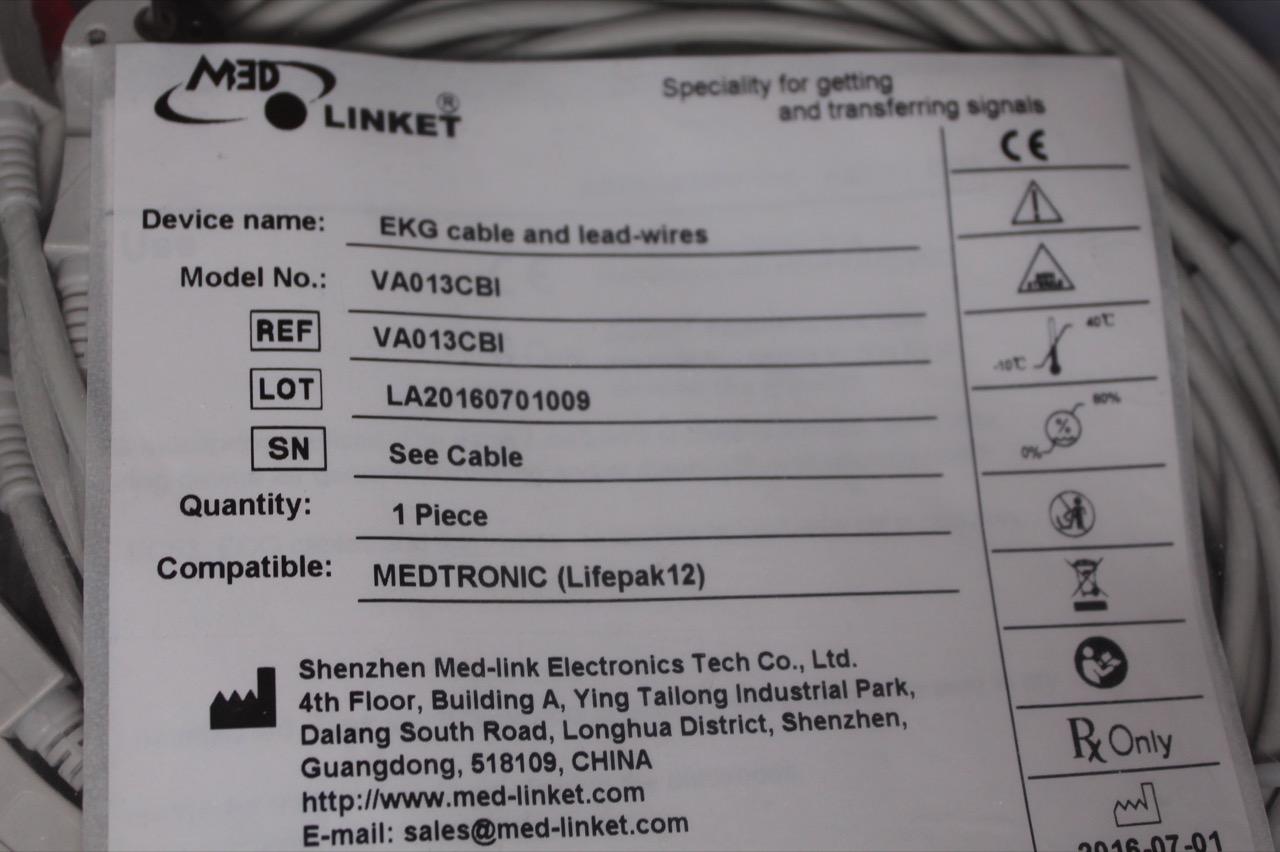 MED
LINKET®
Speciality for getting
and transferring signals
Device name: EKG cable and lead-wires
Model No.: VA013CBI
REF VA013CBI
LOT LA20160701009
SN See Cable
Quantity: 1 Piece
Compatible: MEDTRONIC (Lifepak12)
Shenzhen Med-link Electronics Tech Co., Ltd.
4th Floor, Building A, Ying Tailong Industrial Park,
Dalang South Road, Longhua District, Shenzhen,
Guangdong, 518109, CHINA
http://www.med-linket.com
E-mail: sales@med-linket.com
CE
40℃
-10℃
80%
%
0%
Rx Only
2016-07-01